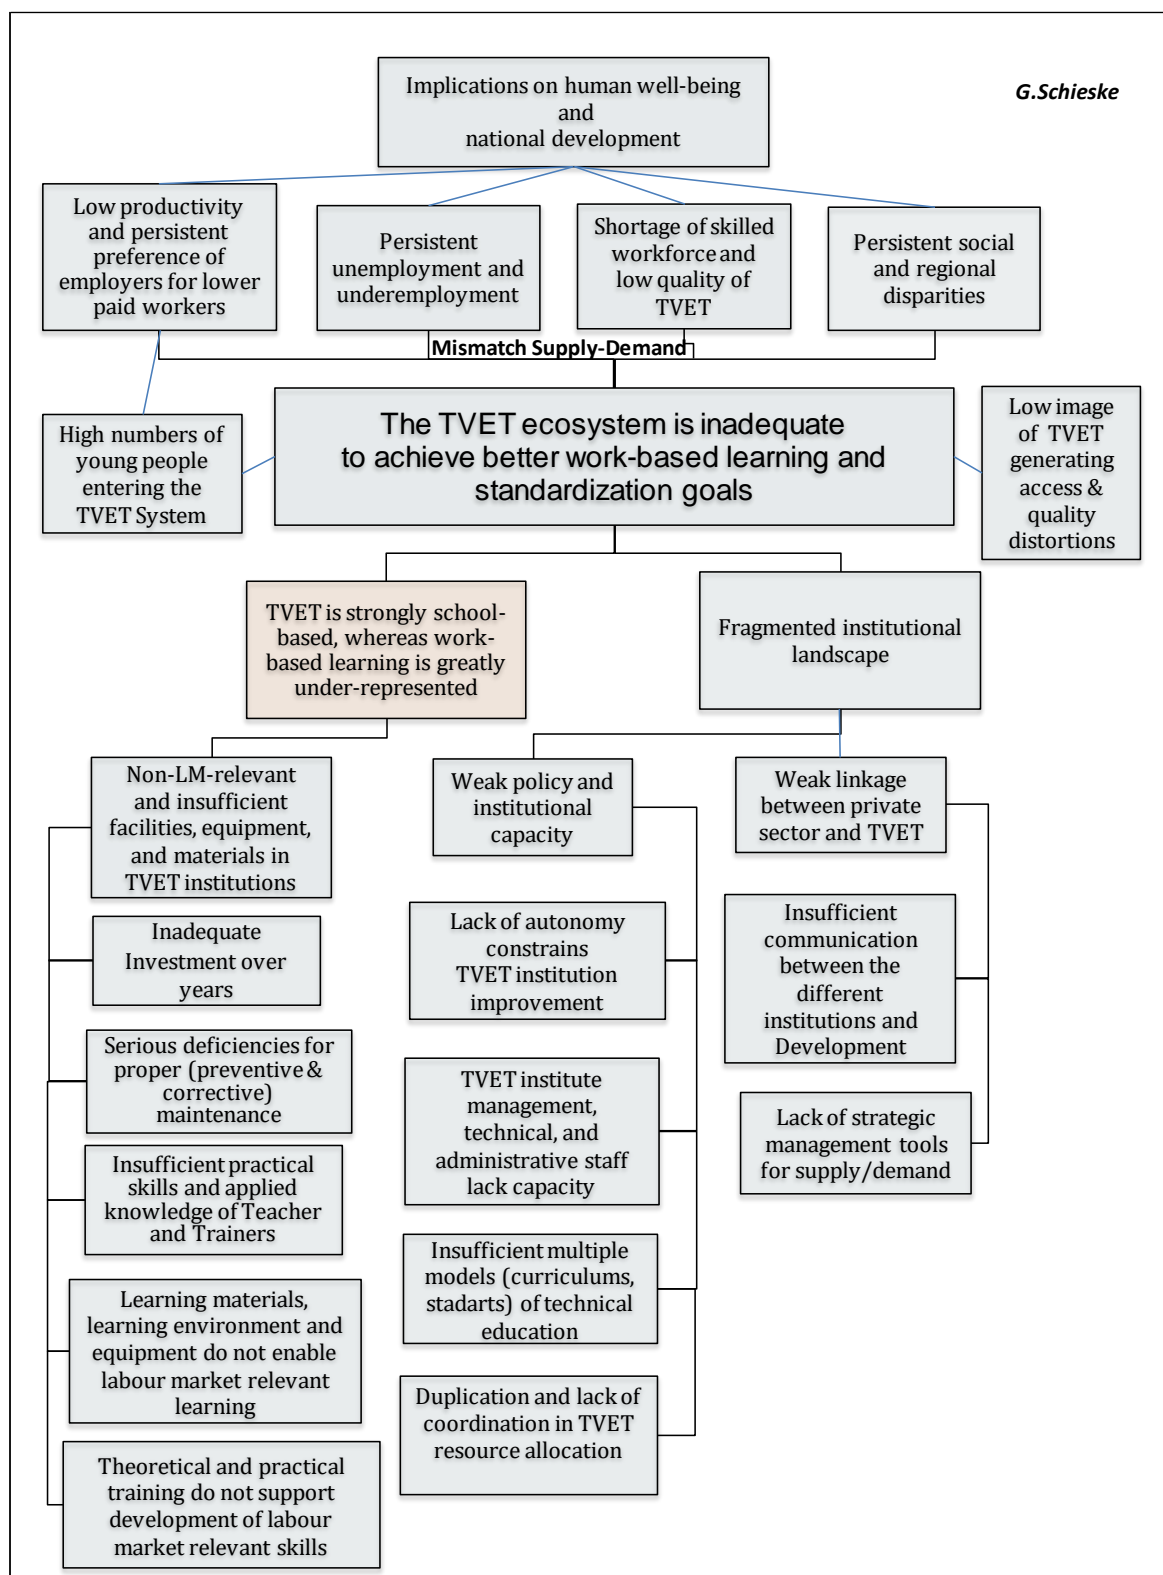 Implications on human well-being
and
national development
G.Schieske
Low productivity
and persistent
preference of
employers for lower
paid workers
Persistent
unemployment and
underemployment
Shortage of skilled
workforce and
low quality of
TVET
Persistent social
and regional
disparities
Mismatch Supply-Demand
High numbers of
young people
entering the
TVET System
The TVET ecosystem is inadequate
to achieve better work-based learning and
standardization goals
Low image
of TVET
generating
access &
quality
distortions
TVET is strongly school-
based, whereas work-
based learning is greatly
under-represented
Fragmented institutional
landscape
Non-LM-relevant
and insufficient
facilities, equipment,
and materials in
TVET institutions
Inadequate
Investment over
years
Serious deficiencies for
proper (preventive &
corrective)
maintenance
Insufficient practical
skills and applied
knowledge of Teacher
and Trainers
Learning materials,
learning environment and
equipment do not enable
labour market relevant
learning
Theoretical and practical
training do not support
development of labour
market relevant skills
Weak policy and
institutional
capacity
Lack of autonomy
constrains
TVET institution
improvement
TVET institute
management,
technical, and
administrative staff
lack capacity
Insufficient multiple
models (curriculums,
stadarts) of technical
education
Duplication and lack of
coordination in TVET
resource allocation
Weak linkage
between private
sector and TVET
Insufficient
communication
between the
different
institutions and
Development
Lack of strategic
management tools
for supply/demand